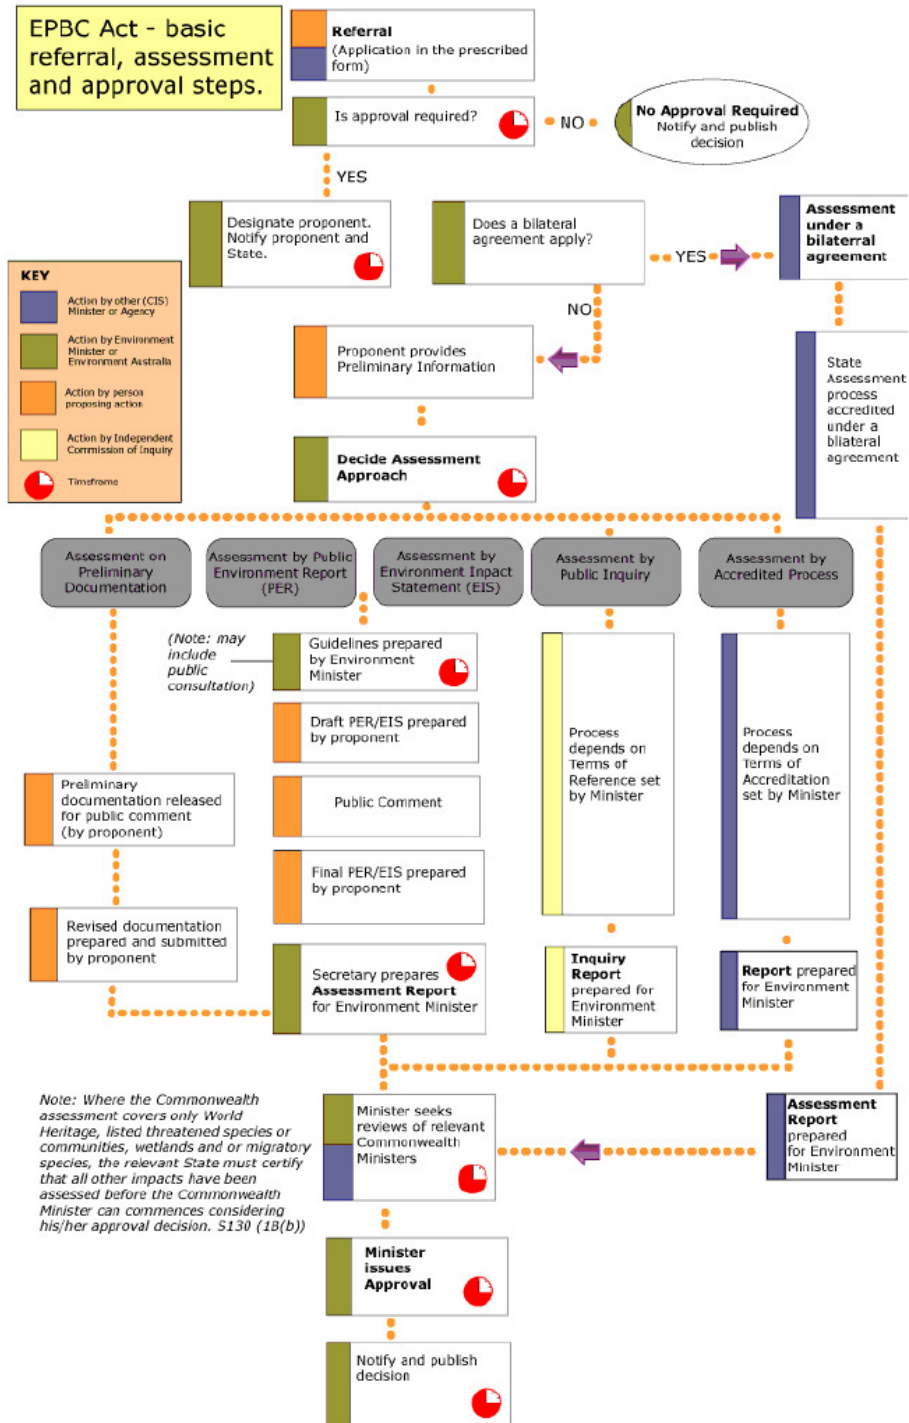 EPBC Act - basic
referral, assessment
and approval steps.
Referral
(Application in the prescribed
form)
Is approval required?
NO
No Approval Required
Notify and publish
decision
YES
Designate proponent.
Notify proponent and
State.
Does a bilateral
agreement apply?
YES
Assessment
under a
bilaterral
agreement
NO
KEY
Action by other (CIS)
Minister or Agency
Action by Environment
Minister or
Environment Australia
Action by person
proposing action
Action by Independent
Commission of Inquiry
Timeframe
Proponent provides
Preliminary Information
State
Assessment
process
accredited
under a
bilateral
agreement
Decide Assessment
Approach
Assessment on
Preliminary
Documentation
Assessment by Public
Environment Report
(PER)
Assessment by
Environment Impact
Statement (EIS)
Assessment by
Public Inquiry
Assessment by
Accredited Process
(Note: may
include
public
consultation)
Guidelines prepared
by Environment
Minister
Draft PER/EIS prepared
by proponent
Public Comment
Final PER/EIS prepared
by proponent
Process
depends on
Terms of
Reference set
by Minister
Process
depends on
Terms of
Accreditation
set by Minister
Preliminary
documentation released
for public comment
(by proponent)
Revised documentation
prepared and submitted
by proponent
Secretary prepares
Assessment Report
for Environment Minister
Inquiry
Report
prepared for
Environment
Minister
Report prepared
for Environment
Minister
Note: Where the Commonwealth
assessment covers only World
Heritage, listed threatened species or
communities, wetlands and or migratory
species, the relevant State must certify
that all other impacts have been
assessed before the Commonwealth
Minister can commences considering
his/her approval decision. S130 (1B(b))
Minister seeks
reviews of relevant
Commonwealth
Ministers
Assessment
Report
prepared
for Environment
Minister
Minister
issues
Approval
Notify and publish
decision